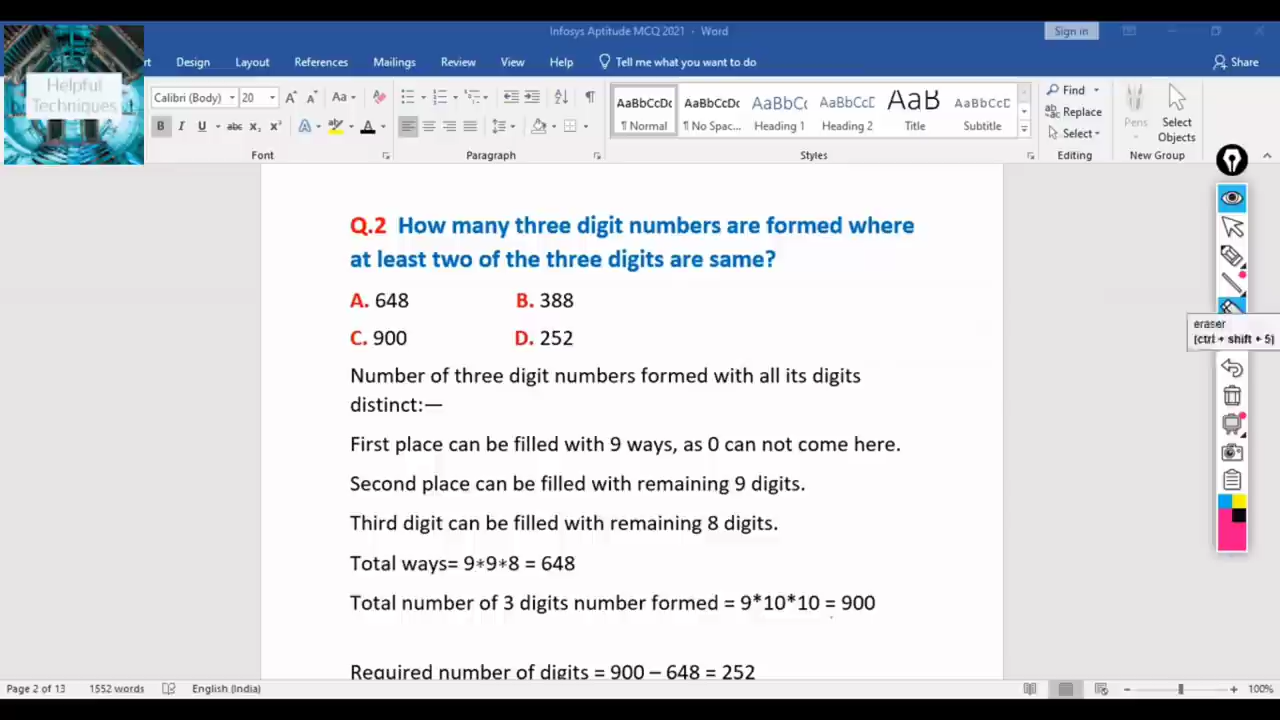 Infosys Aptitude MCQ 2021 - Word
Sign in
Helpful
Techniques
rt Design Layout References Mailings Review View Help Tell me what you want to do Share
Calibri (Body) 20 Aa
AaBbCcDc AaBbCcDc AaBbCc AaBbCcD AaB AaBbCcD
¶ Normal ¶ No Spac... Heading 1 Heading 2 Title Subtitle
Find
Replace
Select
Pens
Select
Objects
B I U abc x₂ x² A A
Font Paragraph Styles Editing New Group
Q.2 How many three digit numbers are formed where
at least two of the three digits are same?
A. 648 B. 388
C. 900 D. 252
Number of three digit numbers formed with all its digits
distinct:—
First place can be filled with 9 ways, as 0 can not come here.
Second place can be filled with remaining 9 digits.
Third digit can be filled with remaining 8 digits.
Total ways= 9*9*8 = 648
Total number of 3 digits number formed = 9*10*10 = 900
Required number of digits = 900 – 648 = 252
eraser
(ctrl + shift + 5)
Page 2 of 13 1552 words English (India) 100%